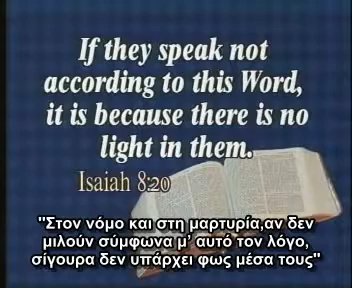 If they speak not
according to this Word,
it is because there is no
light in them.
Isaiah 8:20
"Στον νόμο και στη μαρτυρία,αν δεν
μιλούν σύμφωνα μ' αυτό τον λόγο,
σίγουρα δεν υπάρχει φως μέσα τους"